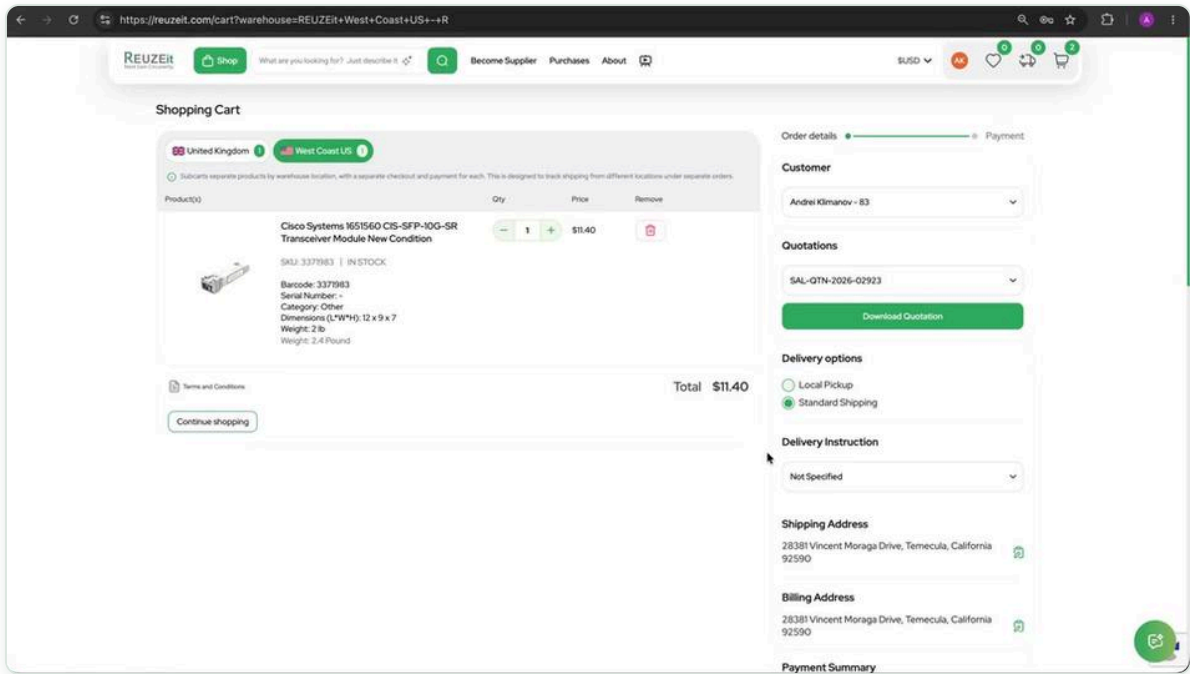 https://reuzeit.com/cart?warehouse=REUZEit+West+Coast+US+-+R
REUZEit
Shop
What are you looking for? Just describe it
Become Supplier
Purchases
About
$USD
AK
0
0
2
A
Shopping Cart
United Kingdom 1
West Coast US 1
Subcarts separate products by warehouse location, with a separate checkout and payment for each. This is designed to track shipping from different locations under separate orders.
Product(s) Qty Price Remove
Cisco Systems 1651560 CIS-SFP-10G-SR
Transceiver Module New Condition
− 1 + $11.40
SKU: 3371983 | IN STOCK
Barcode: 3371983
Serial Number: -
Category: Other
Dimensions (L*W*H): 12 x 9 x 7
Weight: 2 lb
Weight: 2.4 Pound
Terms and Conditions
Total $11.40
Continue shopping
Order details
Payment
Customer
Andrei Klimanov - 83
Quotations
SAL-QTN-2026-02923
Download Quotation
Delivery options
Local Pickup
Standard Shipping
Delivery Instruction
Not Specified
Shipping Address
28381 Vincent Moraga Drive, Temecula, California
92590
Billing Address
28381 Vincent Moraga Drive, Temecula, California
92590
Payment Summary